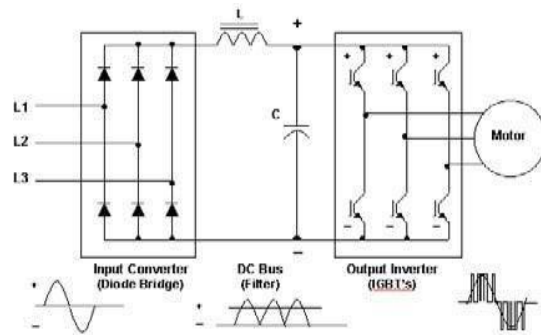 L
+
L1
L2
L3
C
+ + +
Motor
− − −
−
Input Converter
(Diode Bridge)
DC Bus
(Filter)
Output Inverter
(IGBT's)
+
−
+
−